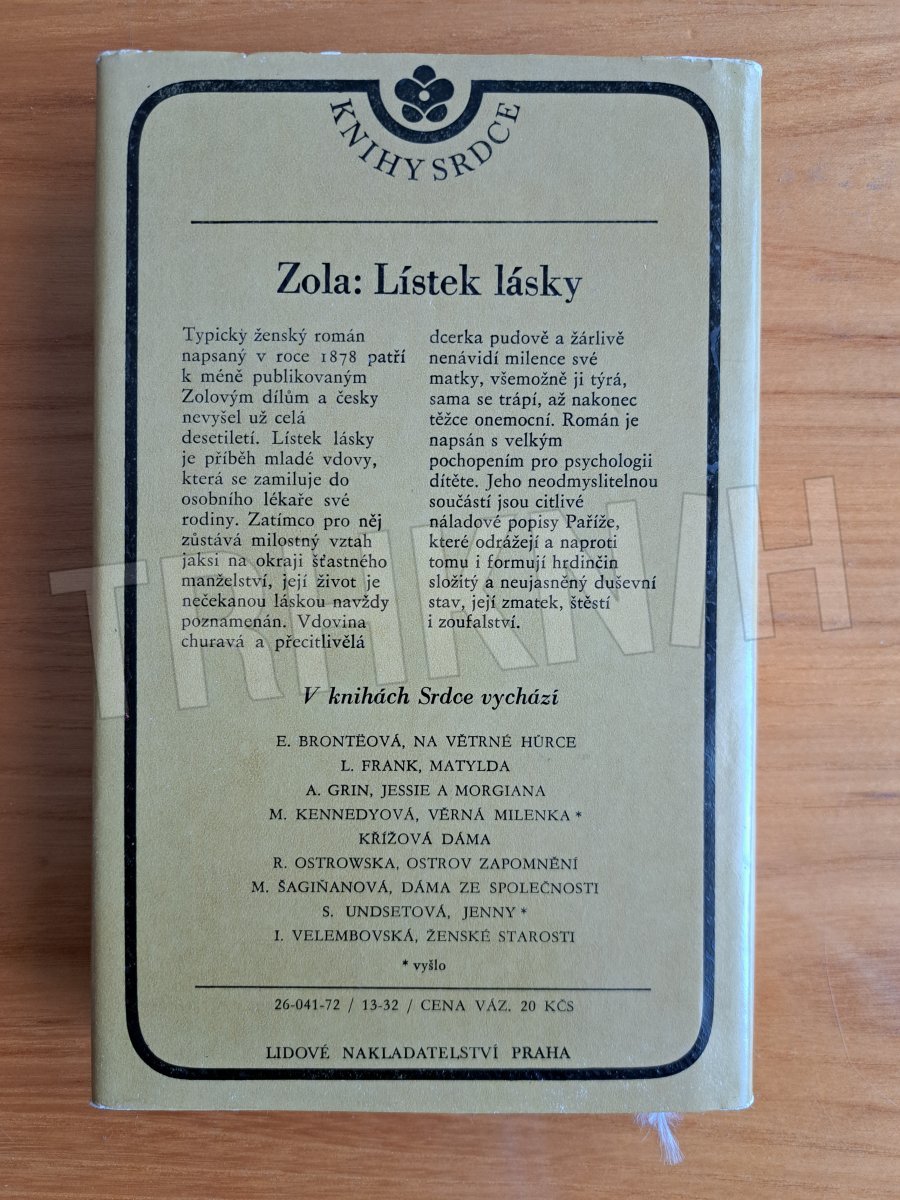 KNIHY SRDCE
Zola: Lístek lásky
Typický ženský román
napsaný v roce 1878 patří
k méně publikovaným
Zolovým dílům a česky
nevyšel už celá
desetiletí. Lístek lásky
je příběh mladé vdovy,
která se zamiluje do
osobního lékaře své
rodiny. Zatímco pro něj
zůstává milostný vztah
jaksi na okraji šťastného
manželství, její život je
nečekanou láskou navždy
poznamenán. Vdovina
churavá a přecitlivělá
dcerka pudově a žárlivě
nenávidí milence své
matky, všemožně ji týrá,
sama se trápí, až nakonec
těžce onemocní. Román je
napsán s velkým
pochopením pro psychologii
dítěte. Jeho neodmyslitelnou
součástí jsou citlivé
náladové popisy Paříže,
které odrážejí a naproti
tomu i formují hrdinčin
složitý a neujasněný duševní
stav, její zmatek, štěstí
i zoufalství.
V knihách Srdce vychází
E. BRONTËOVÁ, NA VĚTRNÉ HŮRCE
L. FRANK, MATYLDA
A. GRIN, JESSIE A MORGIANA
M. KENNEDYOVÁ, VĚRNÁ MILENKA *
KŘÍŽOVÁ DÁMA
R. OSTROWSKA, OSTROV ZAPOMNĚNÍ
M. ŠAGIŇANOVÁ, DÁMA ZE SPOLEČNOSTI
S. UNDSETOVÁ, JENNY *
I. VELEMBOVSKÁ, ŽENSKÉ STAROSTI
* vyšlo
26-041-72 / 13-32 / CENA VÁZ. 20 KČS
LIDOVÉ NAKLADATELSTVÍ PRAHA
TRHKNIH